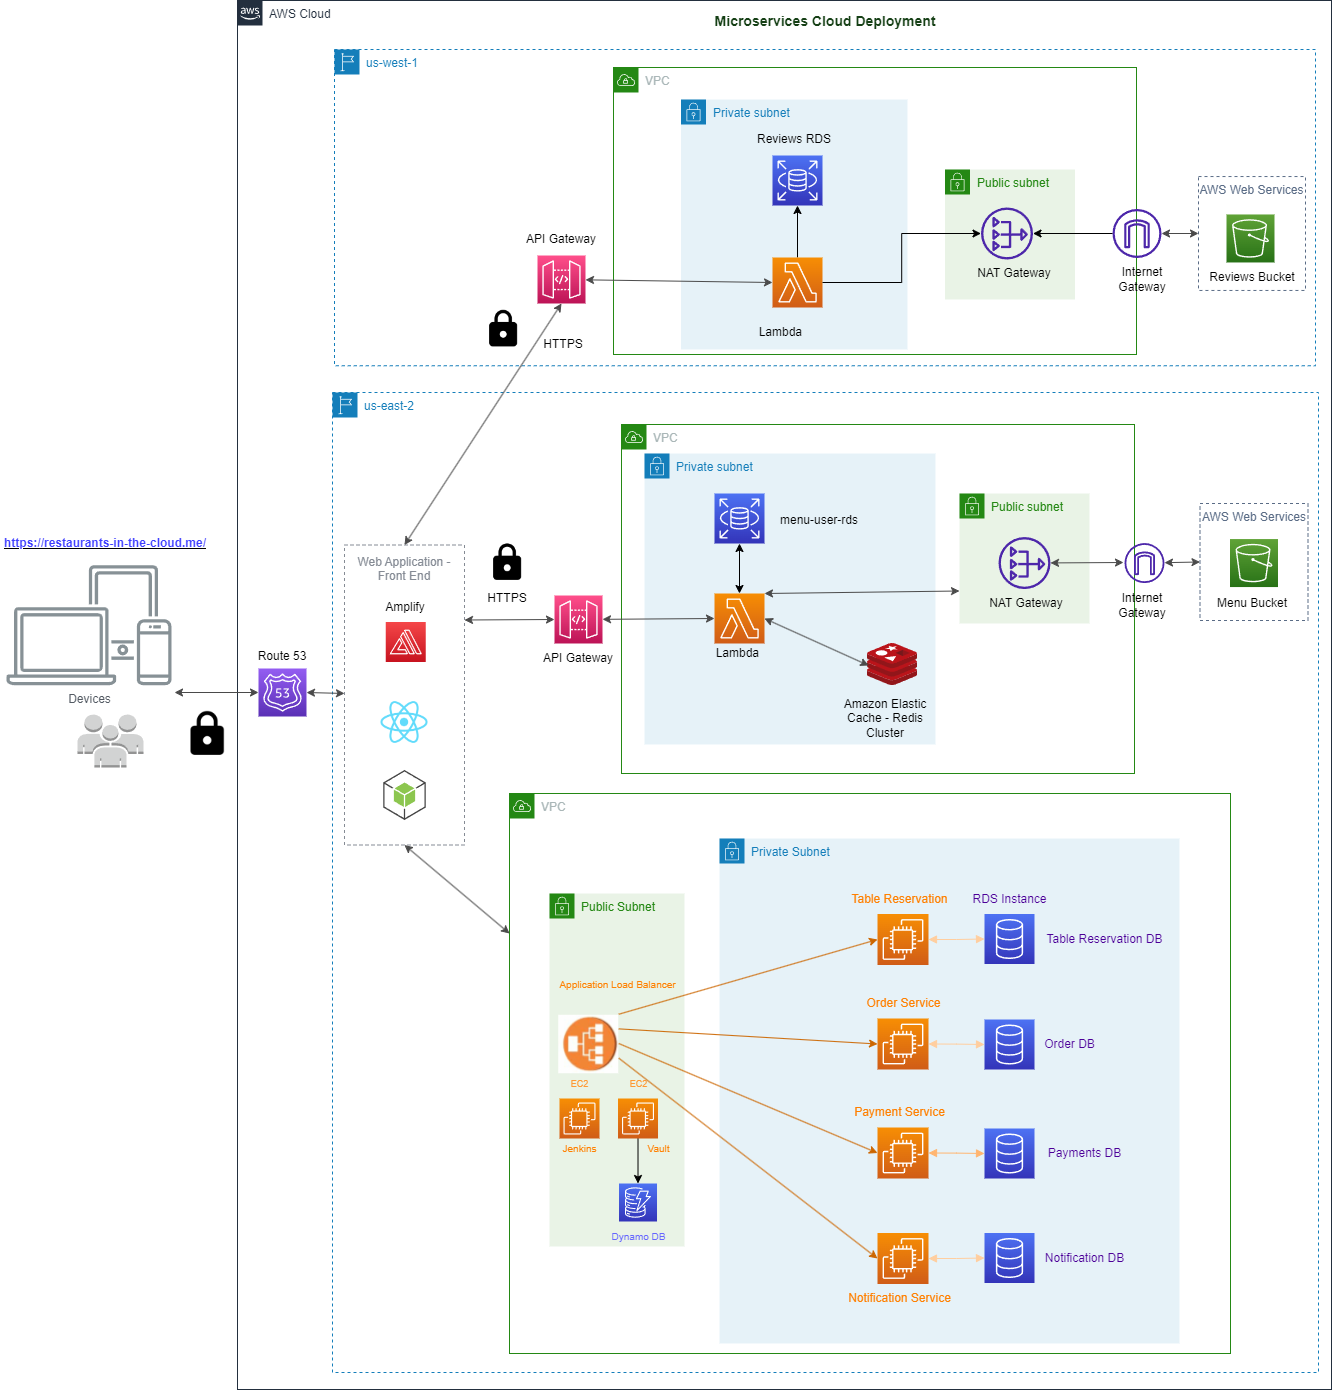 aws
AWS Cloud
Microservices Cloud Deployment
us-west-1
VPC
Private subnet
Reviews RDS
Public subnet
AWS Web Services
API Gateway
NAT Gateway
Internet
Gateway
Reviews Bucket
Lambda
HTTPS
us-east-2
VPC
Private subnet
menu-user-rds
Public subnet
AWS Web Services
https://restaurants-in-the-cloud.me/
Web Application -
Front End
HTTPS
Amplify
NAT Gateway
Internet
Gateway
Menu Bucket
API Gateway
Lambda
Route 53
53
Devices
Amazon Elastic
Cache - Redis
Cluster
VPC
Private Subnet
Public Subnet
Table Reservation
RDS Instance
Table Reservation DB
Application Load Balancer
Order Service
Order DB
EC2
EC2
Jenkins
Vault
Payment Service
Payments DB
Dynamo DB
Notification DB
Notification Service